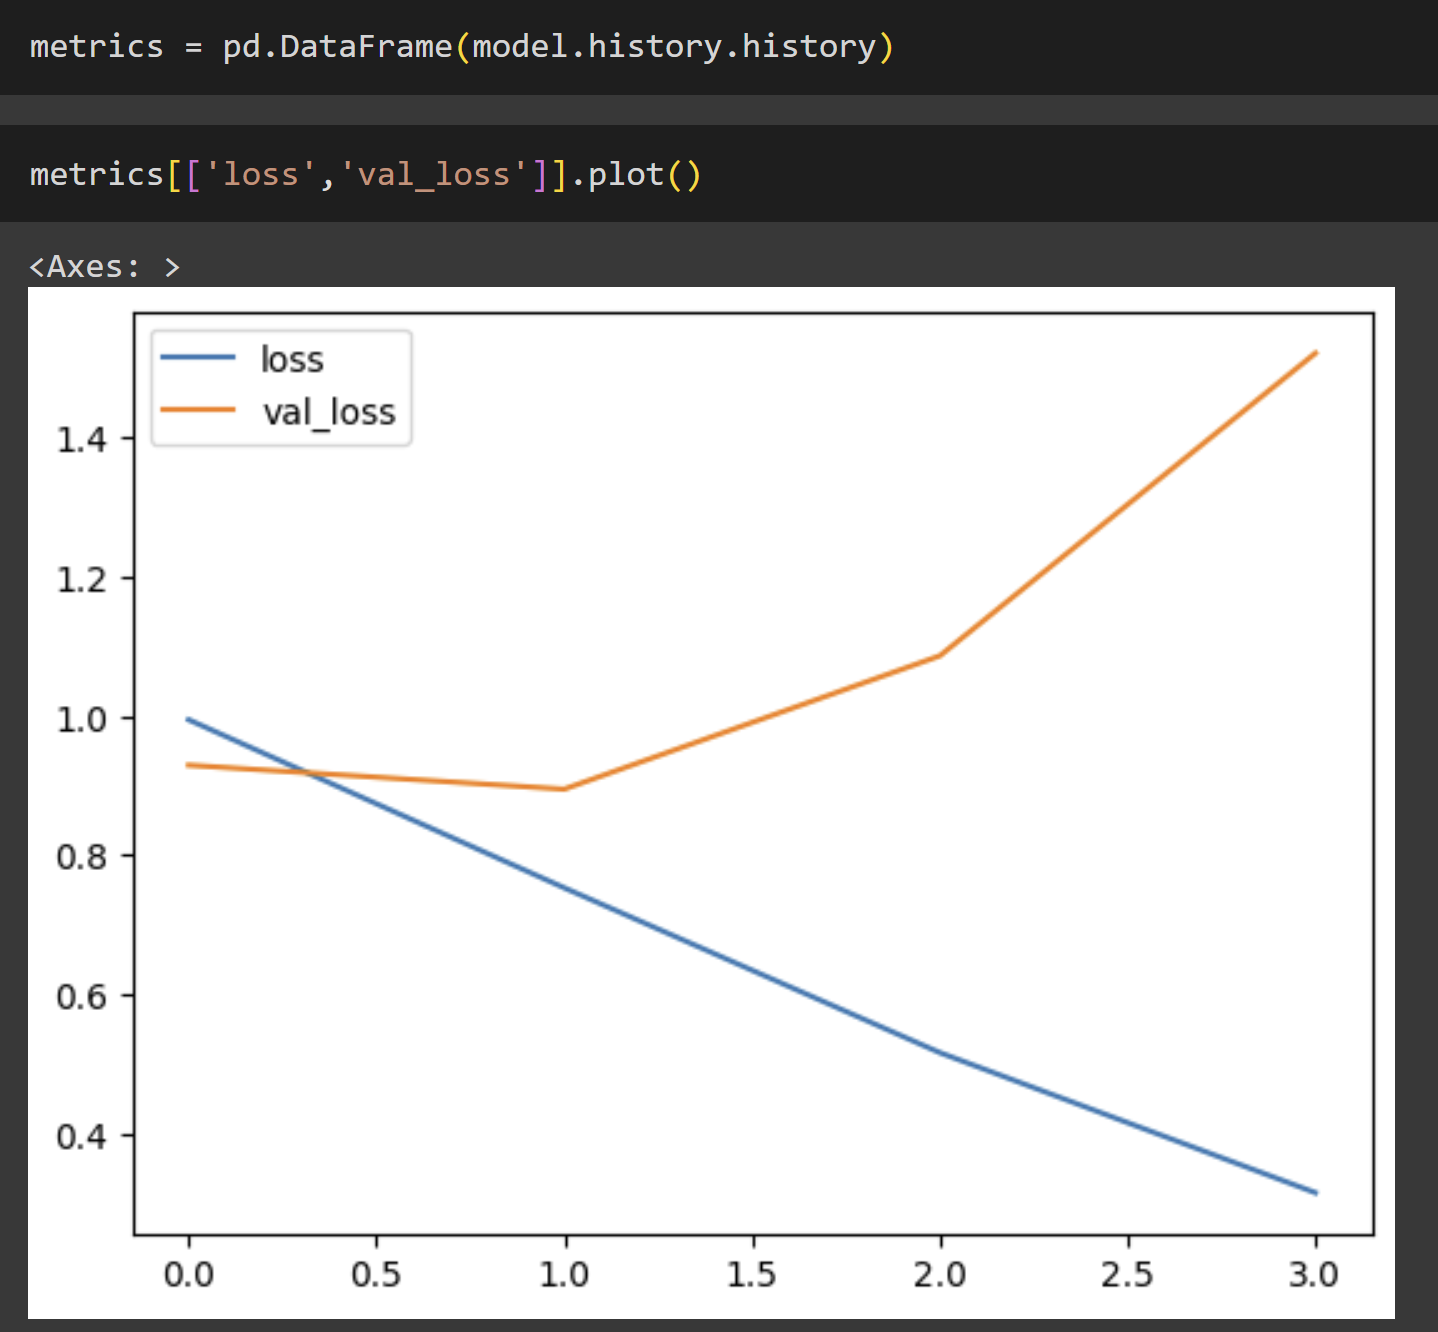 metrics = pd.DataFrame(model.history.history)
metrics[['loss','val_loss']].plot()
<Axes: >
loss
val_loss
1.4
1.2
1.0
0.8
0.6
0.4
0.0 0.5 1.0 1.5 2.0 2.5 3.0